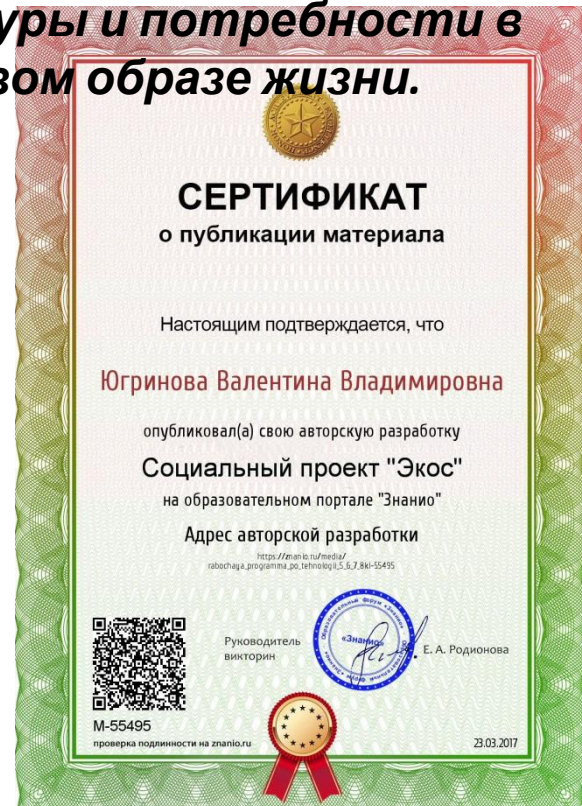 уры и потребности в
вом образе жизни.
СЕРТИФИКАТ
о публикации материала
Настоящим подтверждается, что
Югринова Валентина Владимировна
опубликовал(а) свою авторскую разработку
Социальный проект "Экос"
на образовательном портале "Знанио"
Адрес авторской разработки
https://znanio.ru/media/
rabochaya_programma_po_tehnologii_5_6_7_8kl-55495
Руководитель
викторин
«Знанио»
Е. А. Родионова
М-55495
проверка подлинности на znanio.ru
23.03.2017